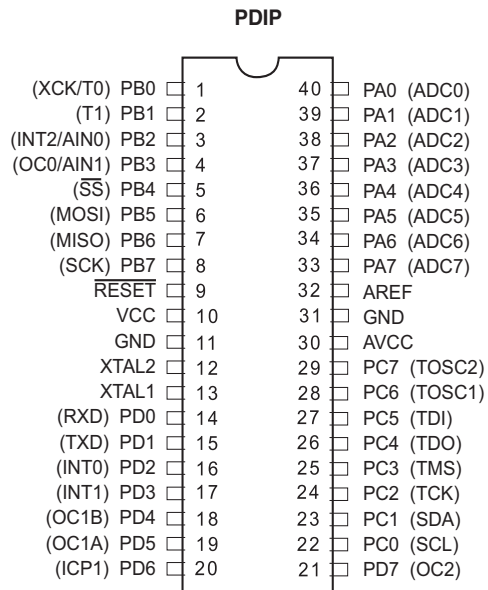 PDIP
(XCK/T0) PB0 1 40 PA0 (ADC0)
(T1) PB1 2 39 PA1 (ADC1)
(INT2/AIN0) PB2 3 38 PA2 (ADC2)
(OC0/AIN1) PB3 4 37 PA3 (ADC3)
(S̅S̅) PB4 5 36 PA4 (ADC4)
(MOSI) PB5 6 35 PA5 (ADC5)
(MISO) PB6 7 34 PA6 (ADC6)
(SCK) PB7 8 33 PA7 (ADC7)
R̅E̅S̅E̅T̅ 9 32 AREF
VCC 10 31 GND
GND 11 30 AVCC
XTAL2 12 29 PC7 (TOSC2)
XTAL1 13 28 PC6 (TOSC1)
(RXD) PD0 14 27 PC5 (TDI)
(TXD) PD1 15 26 PC4 (TDO)
(INT0) PD2 16 25 PC3 (TMS)
(INT1) PD3 17 24 PC2 (TCK)
(OC1B) PD4 18 23 PC1 (SDA)
(OC1A) PD5 19 22 PC0 (SCL)
(ICP1) PD6 20 21 PD7 (OC2)